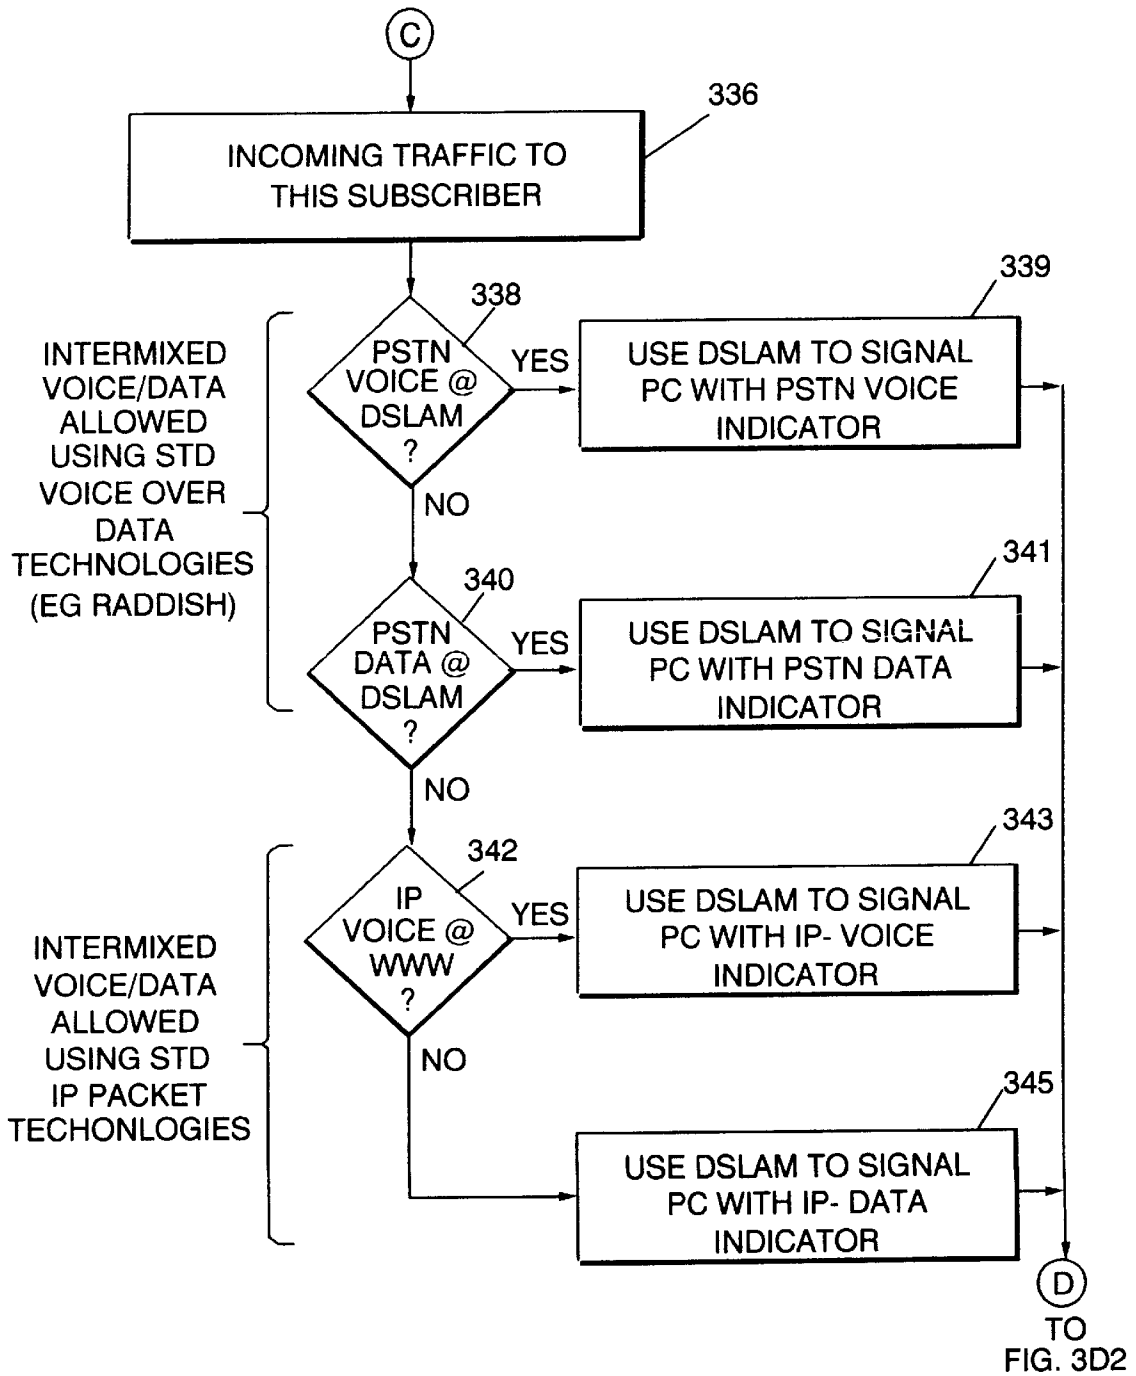 C
336
INCOMING TRAFFIC TO
THIS SUBSCRIBER
INTERMIXED
VOICE/DATA
ALLOWED
USING STD
VOICE OVER
DATA
TECHNOLOGIES
(EG RADDISH)
338
PSTN
VOICE @
DSLAM
?
YES
NO
339
USE DSLAM TO SIGNAL
PC WITH PSTN VOICE
INDICATOR
340
PSTN
DATA @
DSLAM
?
YES
NO
341
USE DSLAM TO SIGNAL
PC WITH PSTN DATA
INDICATOR
INTERMIXED
VOICE/DATA
ALLOWED
USING STD
IP PACKET
TECHONLOGIES
342
IP
VOICE @
WWW
?
YES
NO
343
USE DSLAM TO SIGNAL
PC WITH IP- VOICE
INDICATOR
345
USE DSLAM TO SIGNAL
PC WITH IP- DATA
INDICATOR
D
TO
FIG. 3D2